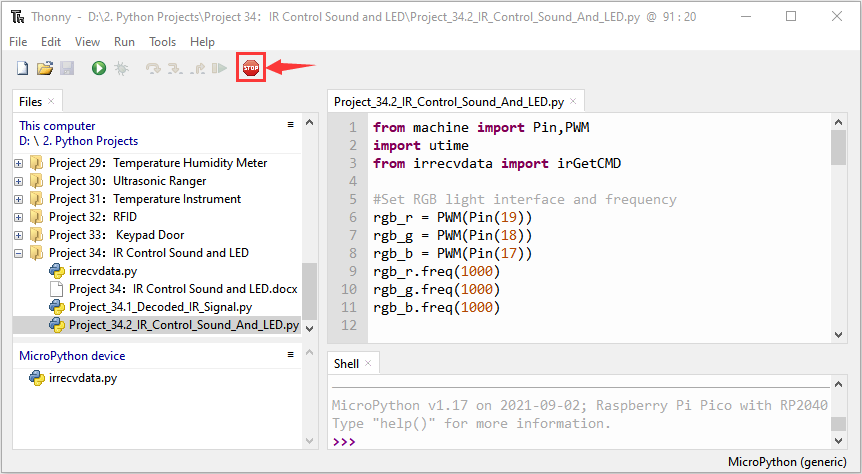 Thonny - D:\2. Python Projects\Project 34：IR Control Sound and LED\Project_34.2_IR_Control_Sound_And_LED.py @ 91 : 20
File Edit View Run Tools Help
STOP
Files ×
This computer
D: \ 2. Python Projects
Project 29：Temperature Humidity Meter
Project 30：Ultrasonic Ranger
Project 31：Temperature Instrument
Project 32：RFID
Project 33： Keypad Door
Project 34：IR Control Sound and LED
irrecvdata.py
Project 34：IR Control Sound and LED.docx
Project_34.1_Decoded_IR_Signal.py
Project_34.2_IR_Control_Sound_And_LED.py
MicroPython device
irrecvdata.py
Project_34.2_IR_Control_Sound_And_LED.py ×
1 from machine import Pin,PWM
2 import utime
3 from irrecvdata import irGetCMD
4
5 #Set RGB light interface and frequency
6 rgb_r = PWM(Pin(19))
7 rgb_g = PWM(Pin(18))
8 rgb_b = PWM(Pin(17))
9 rgb_r.freq(1000)
10 rgb_g.freq(1000)
11 rgb_b.freq(1000)
12
Shell ×
MicroPython v1.17 on 2021-09-02; Raspberry Pi Pico with RP2040
Type "help()" for more information.
>>>
MicroPython (generic)